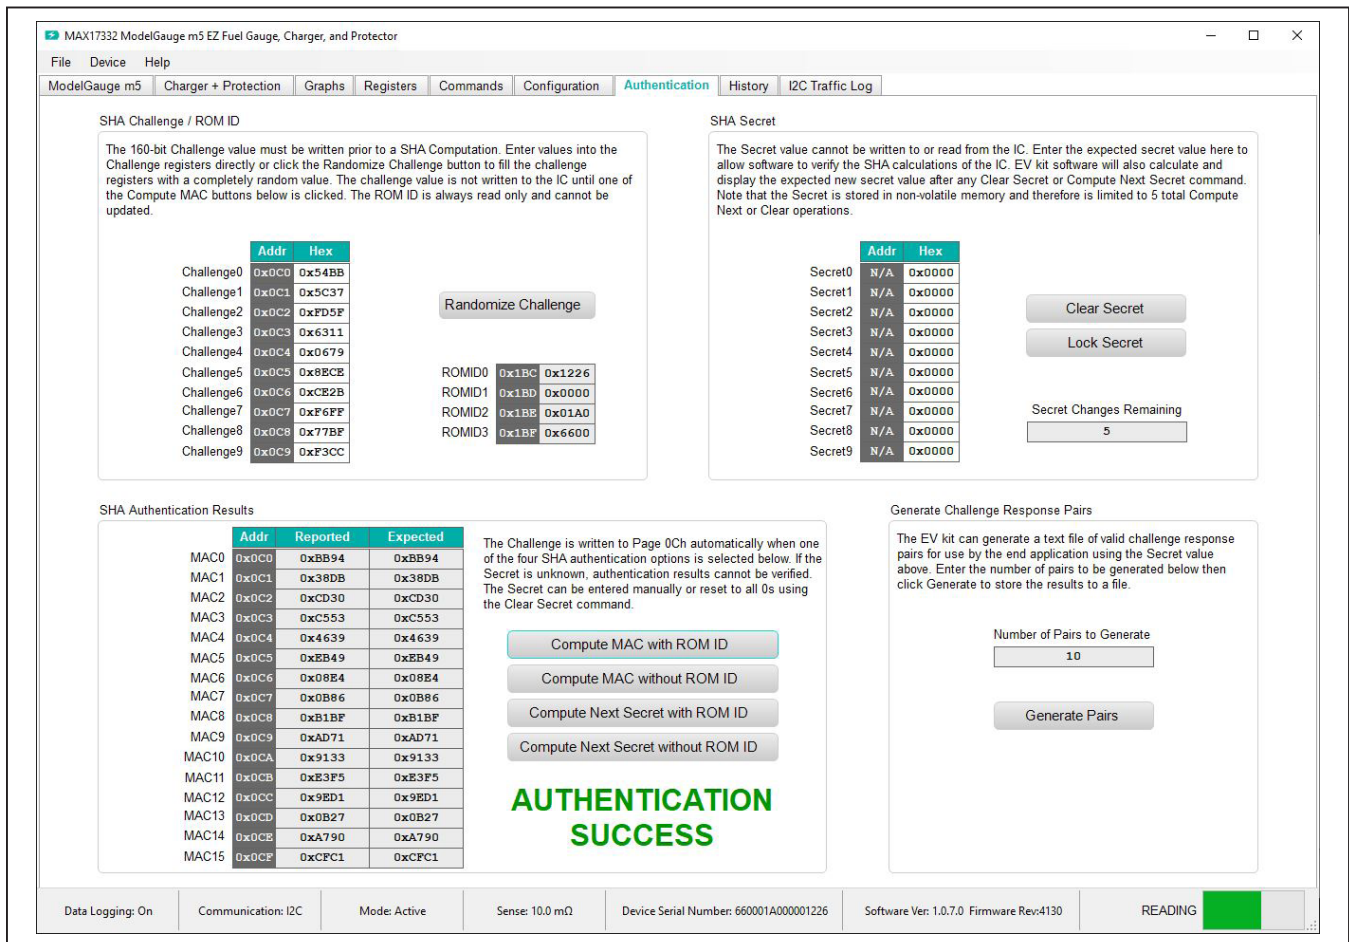 MAX17332 ModelGauge m5 EZ Fuel Gauge, Charger, and Protector
File Device Help
ModelGauge m5 Charger + Protection Graphs Registers Commands Configuration Authentication History I2C Traffic Log
SHA Challenge / ROM ID
The 160-bit Challenge value must be written prior to a SHA Computation. Enter values into the
Challenge registers directly or click the Randomize Challenge button to fill the challenge
registers with a completely random value. The challenge value is not written to the IC until one of
the Compute MAC buttons below is clicked. The ROM ID is always read only and cannot be
updated.
Addr Hex
Challenge0 0x0C0 0x54BB
Challenge1 0x0C1 0x5C37
Challenge2 0x0C2 0xFD5F
Challenge3 0x0C3 0x6311
Challenge4 0x0C4 0x0679
Challenge5 0x0C5 0x8ECE
Challenge6 0x0C6 0xCE2B
Challenge7 0x0C7 0xF6FF
Challenge8 0x0C8 0x77BF
Challenge9 0x0C9 0xF3CC
Randomize Challenge
ROMID0 0x1BC 0x1226
ROMID1 0x1BD 0x0000
ROMID2 0x1BE 0x01A0
ROMID3 0x1BF 0x6600
SHA Secret
The Secret value cannot be written to or read from the IC. Enter the expected secret value here to
allow software to verify the SHA calculations of the IC. EV kit software will also calculate and
display the expected new secret value after any Clear Secret or Compute Next Secret command.
Note that the Secret is stored in non-volatile memory and therefore is limited to 5 total Compute
Next or Clear operations.
Addr Hex
Secret0 N/A 0x0000
Secret1 N/A 0x0000
Secret2 N/A 0x0000
Secret3 N/A 0x0000
Secret4 N/A 0x0000
Secret5 N/A 0x0000
Secret6 N/A 0x0000
Secret7 N/A 0x0000
Secret8 N/A 0x0000
Secret9 N/A 0x0000
Clear Secret
Lock Secret
Secret Changes Remaining
5
SHA Authentication Results
Addr Reported Expected
MAC0 0x0C0 0xBB94 0xBB94
MAC1 0x0C1 0x38DB 0x38DB
MAC2 0x0C2 0xCD30 0xCD30
MAC3 0x0C3 0xC553 0xC553
MAC4 0x0C4 0x4639 0x4639
MAC5 0x0C5 0xEB49 0xEB49
MAC6 0x0C6 0x08E4 0x08E4
MAC7 0x0C7 0x0B86 0x0B86
MAC8 0x0C8 0xB1BF 0xB1BF
MAC9 0x0C9 0xAD71 0xAD71
MAC10 0x0CA 0x9133 0x9133
MAC11 0x0CB 0xE3F5 0xE3F5
MAC12 0x0CC 0x9ED1 0x9ED1
MAC13 0x0CD 0x0B27 0x0B27
MAC14 0x0CE 0xA790 0xA790
MAC15 0x0CF 0xCFC1 0xCFC1
The Challenge is written to Page 0Ch automatically when one
of the four SHA authentication options is selected below. If the
Secret is unknown, authentication results cannot be verified.
The Secret can be entered manually or reset to all 0s using
the Clear Secret command.
Compute MAC with ROM ID
Compute MAC without ROM ID
Compute Next Secret with ROM ID
Compute Next Secret without ROM ID
AUTHENTICATION
SUCCESS
Generate Challenge Response Pairs
The EV kit can generate a text file of valid challenge response
pairs for use by the end application using the Secret value
above. Enter the number of pairs to be generated below then
click Generate to store the results to a file.
Number of Pairs to Generate
10
Generate Pairs
Data Logging: On Communication: I2C Mode: Active Sense: 10.0 mΩ Device Serial Number: 660001A000001226 Software Ver: 1.0.7.0 Firmware Rev:4130 READING